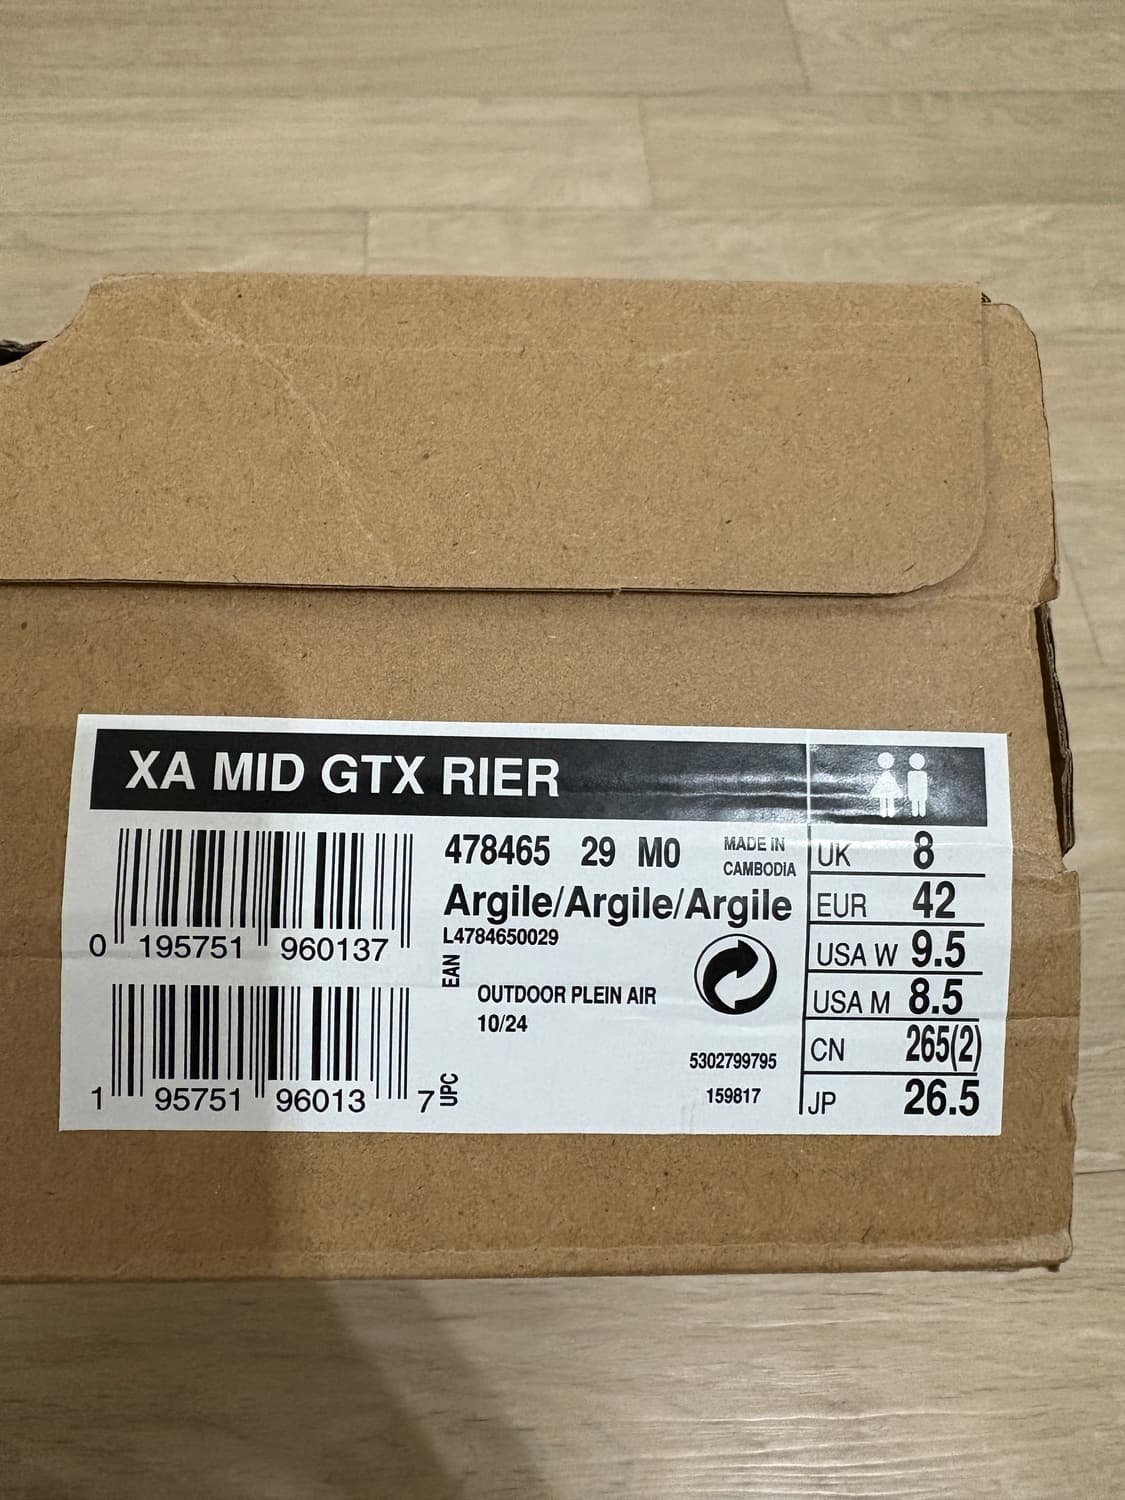 XA MID GTX RIER
0 195751 960137
EAN
1 95751 96013 7
UPC
478465 29 M0
MADE IN
CAMBODIA
Argile/Argile/Argile
L4784650029
OUTDOOR PLEIN AIR
10/24
5302799795
159817
UK 8
EUR 42
USA W 9.5
USA M 8.5
CN 265(2)
JP 26.5